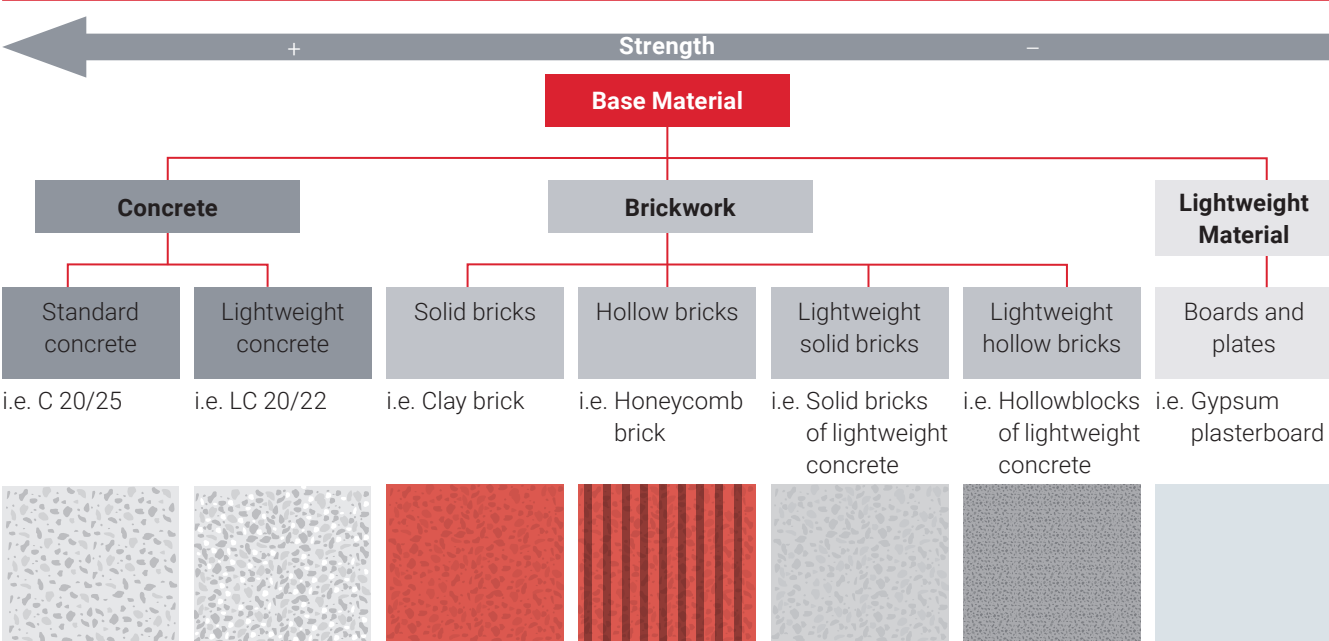 + Strength –
Base Material
Concrete
Brickwork
Lightweight
Material
Standard
concrete
Lightweight
concrete
Solid bricks
Hollow bricks
Lightweight
solid bricks
Lightweight
hollow bricks
Boards and
plates
i.e. C 20/25
i.e. LC 20/22
i.e. Clay brick
i.e. Honeycomb
brick
i.e. Solid bricks
of lightweight
concrete
i.e. Hollowblocks
of lightweight
concrete
i.e. Gypsum
plasterboard